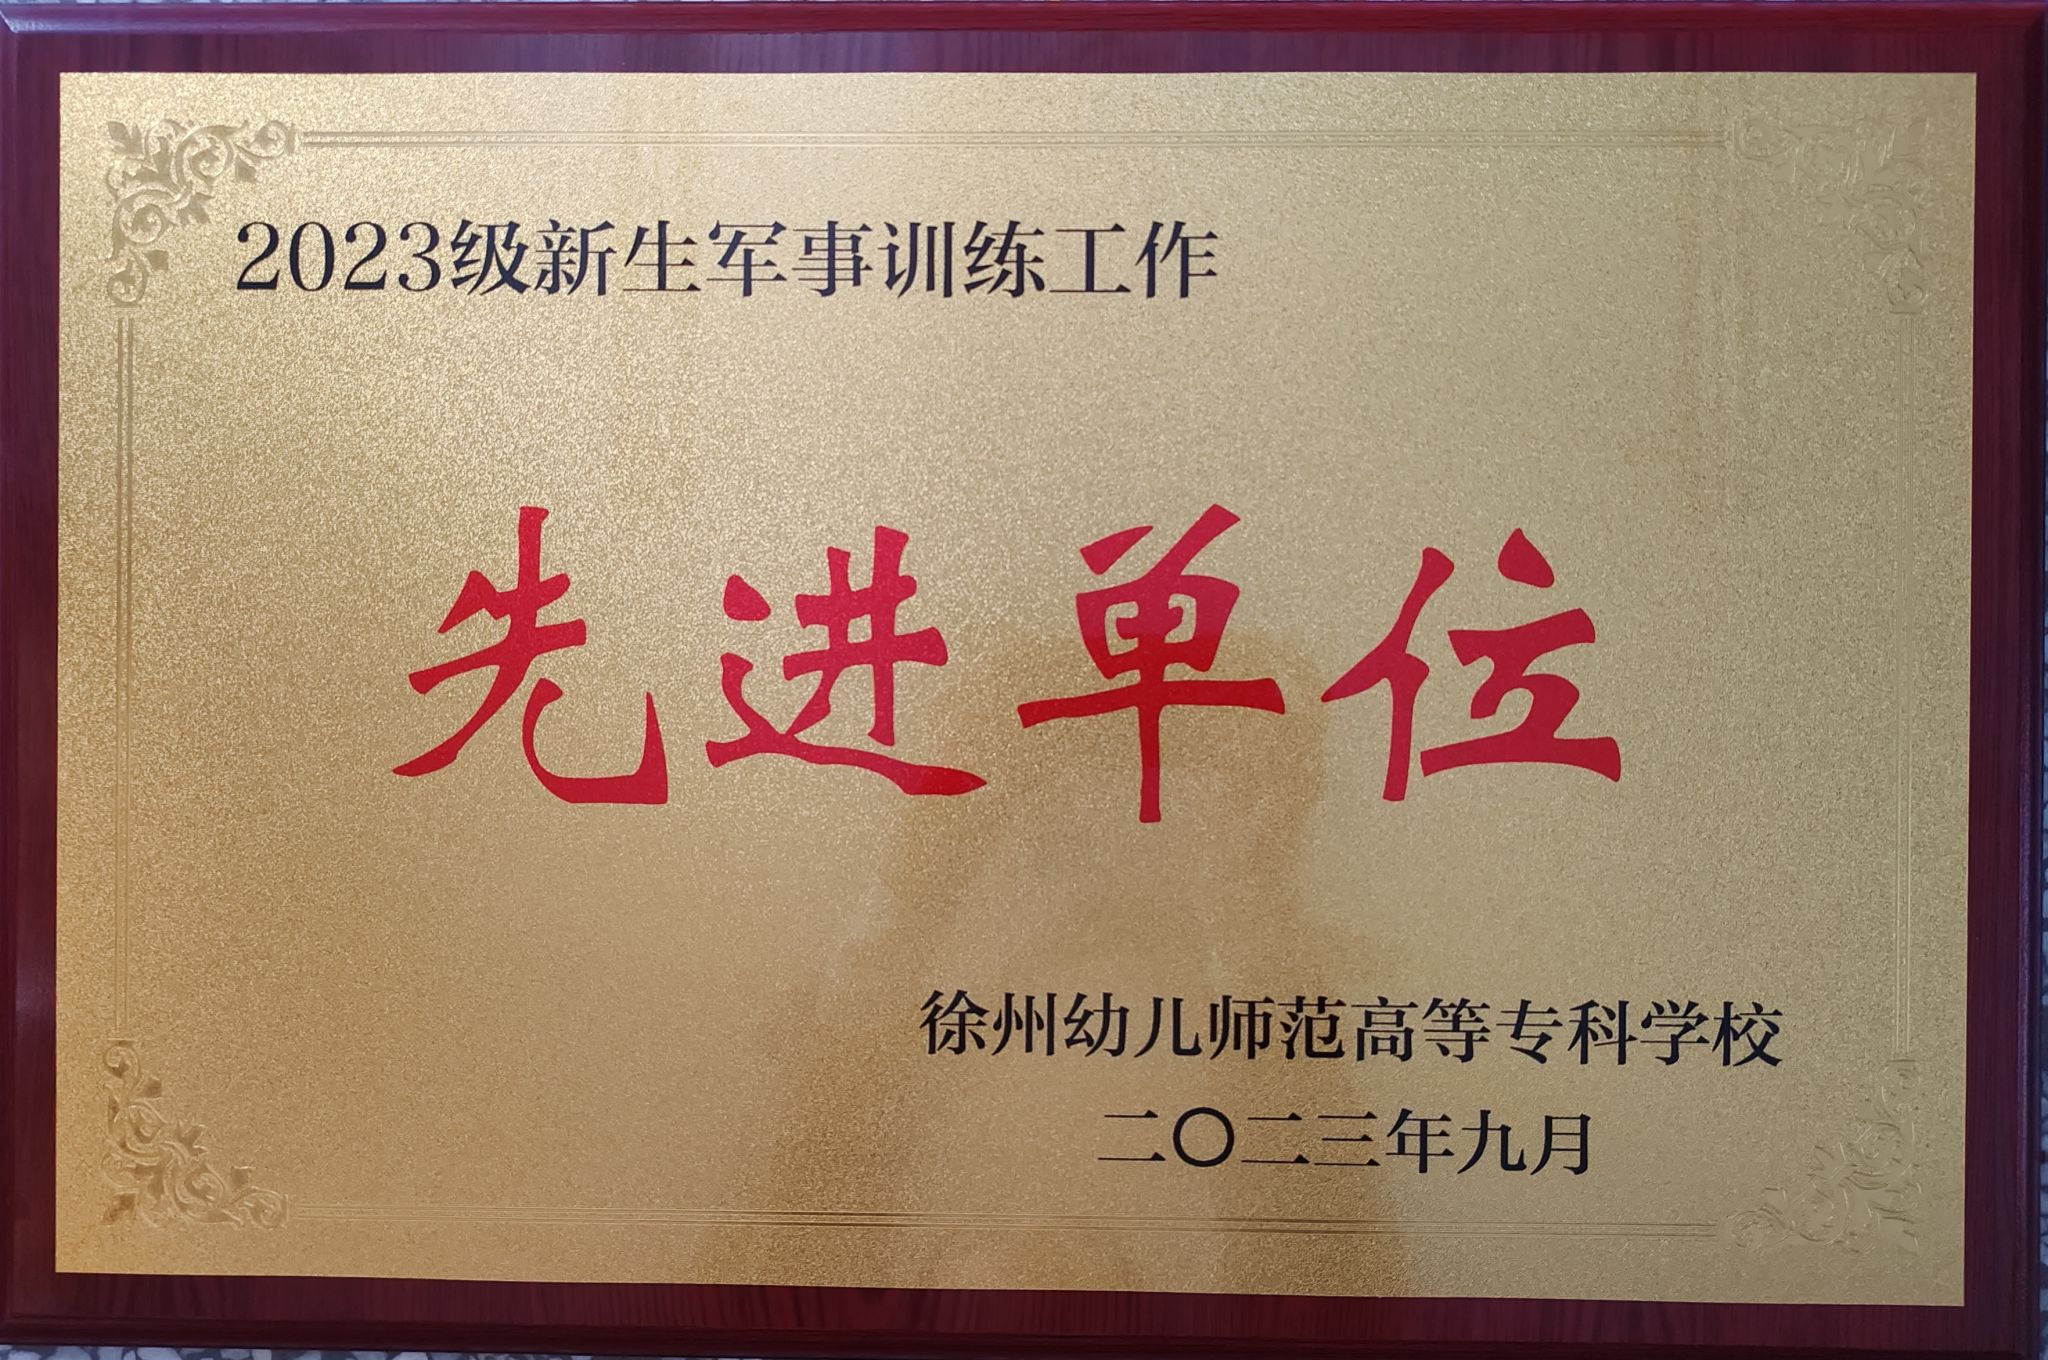 2023级新生军事训练工作
先进单位
徐州幼儿师范高等专科学校
二〇二三年九月